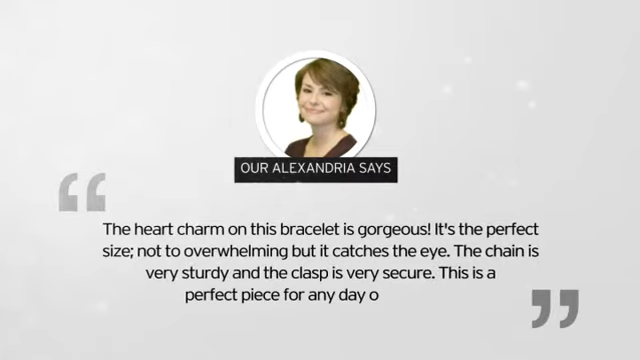 OUR ALEXANDRIA SAYS
The heart charm on this bracelet is gorgeous! It's the perfect
size; not to overwhelming but it catches the eye. The chain is
very sturdy and the clasp is very secure. This is a
perfect piece for any day o